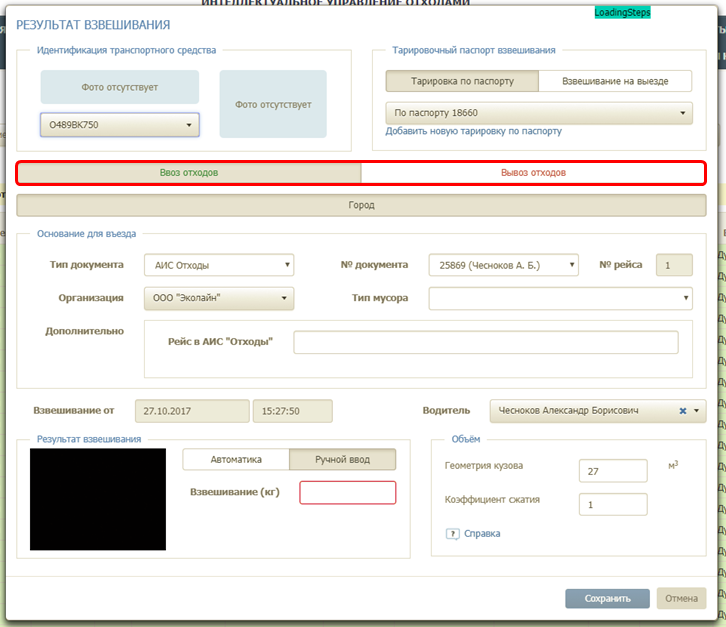 ИНТЕЛЛЕКТУАЛЬНОЕ УПРАВЛЕНИЕ ОТХОДАМИ
LoadingSteps
РЕЗУЛЬТАТ ВЗВЕШИВАНИЯ
Идентификация транспортного средства
Фото отсутствует
Фото отсутствует
О489ВК750
Тарировочный паспорт взвешивания
Тарировка по паспорту
Взвешивание на выезде
По паспорту 18660
Добавить новую тарировку по паспорту
Ввоз отходов
Вывоз отходов
Город
Основание для въезда
Тип документа
АИС Отходы
№ документа
25869 (Чесноков А. Б.)
№ рейса
1
Организация
ООО "Эколайн"
Тип мусора
Дополнительно
Рейс в АИС "Отходы"
Взвешивание от
27.10.2017
15:27:50
Водитель
Чесноков Александр Борисович
Результат взвешивания
Автоматика
Ручной ввод
Взвешивание (кг)
Объём
Геометрия кузова
27
м³
Коэффициент сжатия
1
? Справка
Сохранить
Отмена